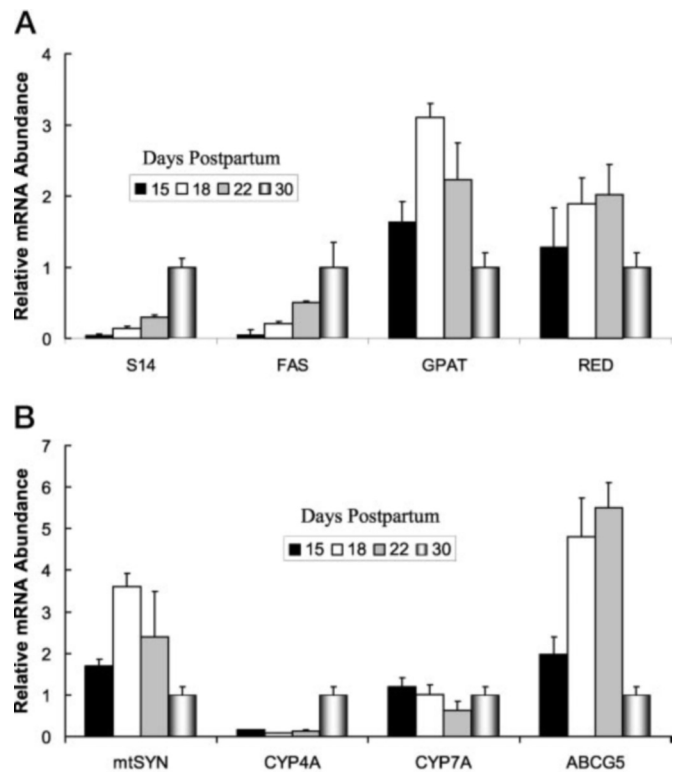 A
Relative mRNA Abundance
4
3
2
1
0
Days Postpartum
15 18 22 30
S14 FAS GPAT RED
B
Relative mRNA Abundance
7
6
5
4
3
2
1
0
Days Postpartum
15 18 22 30
mtSYN CYP4A CYP7A ABCG5